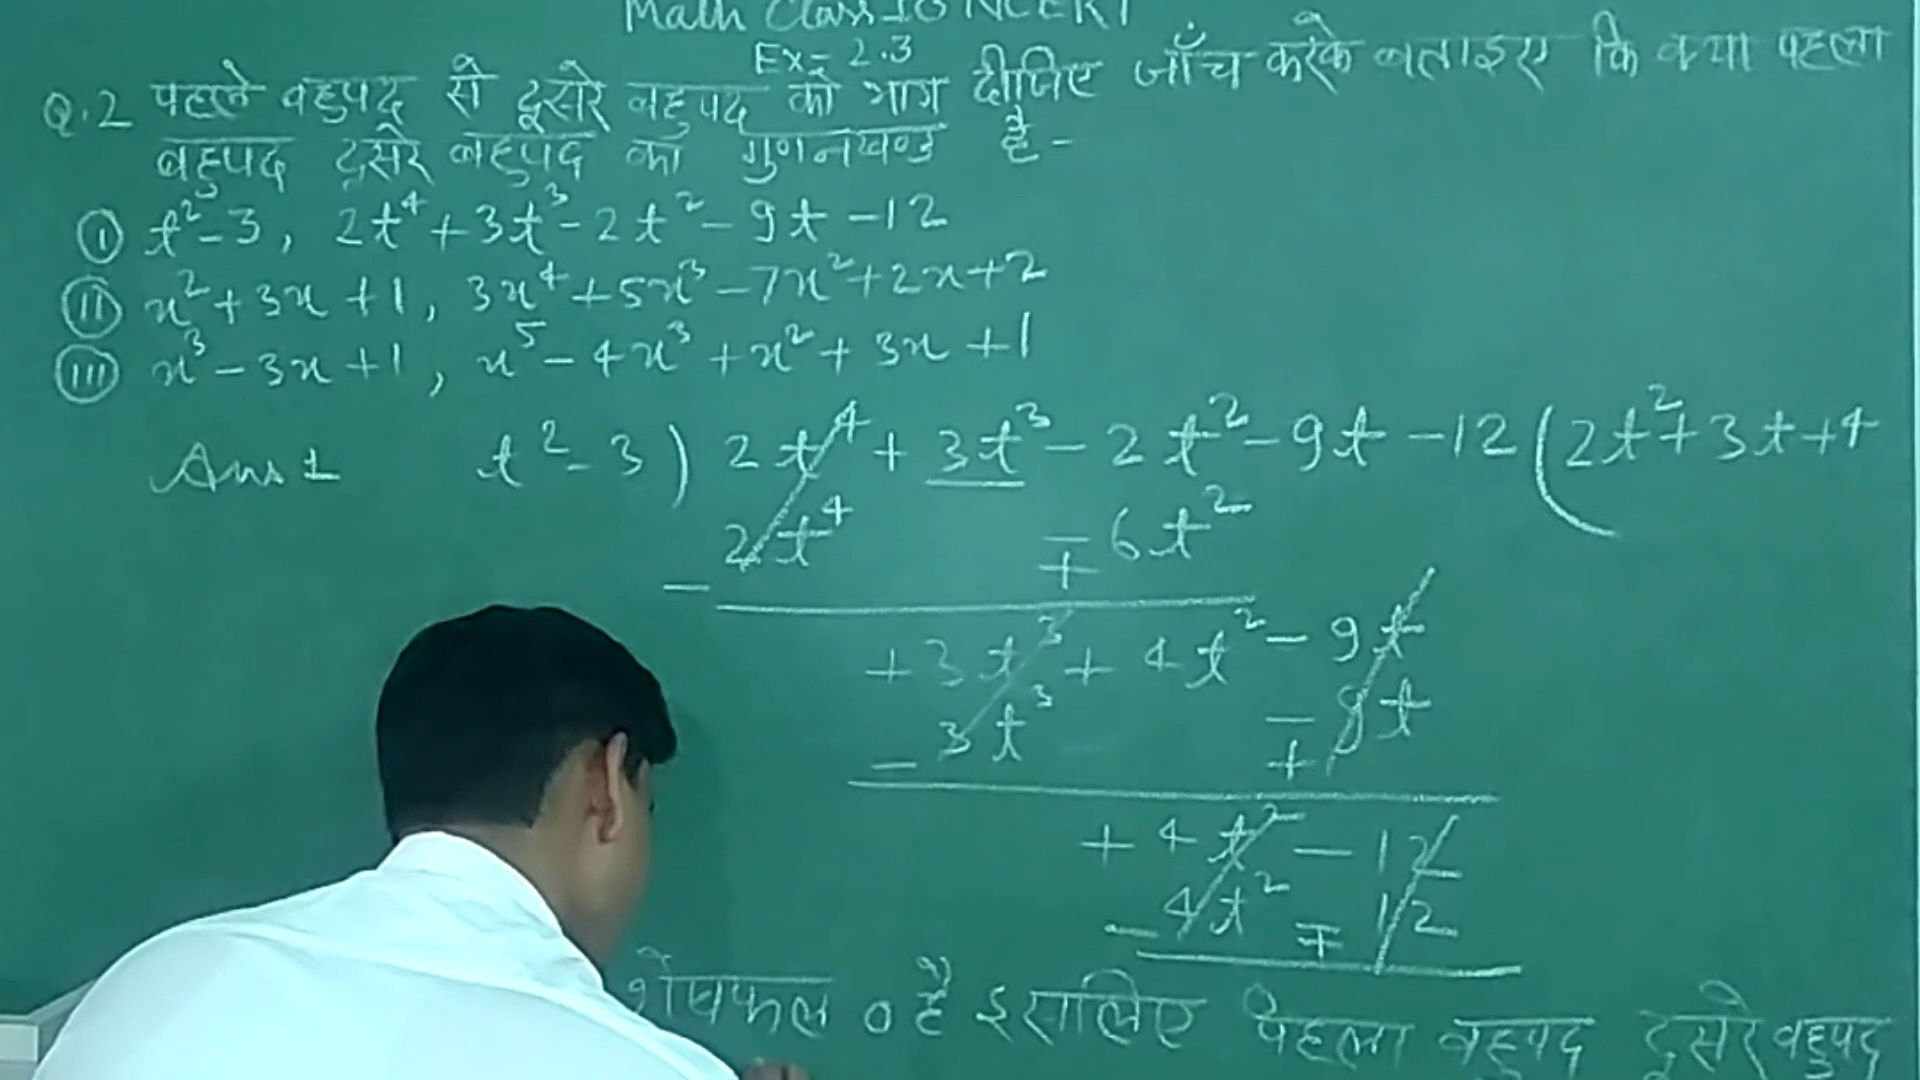 Math Class 10 NCERT
Ex = 2.3
Q.2 पहले बहुपद से दूसरे बहुपद को भाग दीजिए जाँच करके बताइए कि क्या पहला
बहुपद दूसरे बहुपद का गुणनखण्ड है -
(I) t² - 3, 2t⁴ + 3t³ - 2t² - 9t - 12
(II) x² + 3x + 1, 3x⁴ + 5x³ - 7x² + 2x + 2
(III) x³ - 3x + 1, x⁵ - 4x³ + x² + 3x + 1
Ans 1 t² - 3 ) 2t⁴ + 3t³ - 2t² - 9t - 12 ( 2t² + 3t + 4
2t⁴ - 6t²
- +
+ 3t³ + 4t² - 9t
3t³ - 9t
- +
+ 4t² - 12
- 4t² ∓ 12
शेषफल 0 है इसलिए पहला बहुपद दूसरे बहुपद